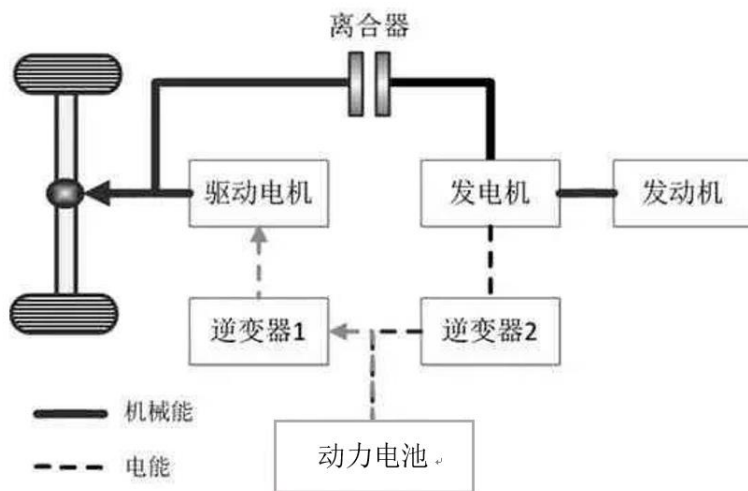 离合器
驱动电机
发电机
发动机
逆变器1
逆变器2
机械能
电能
动力电池